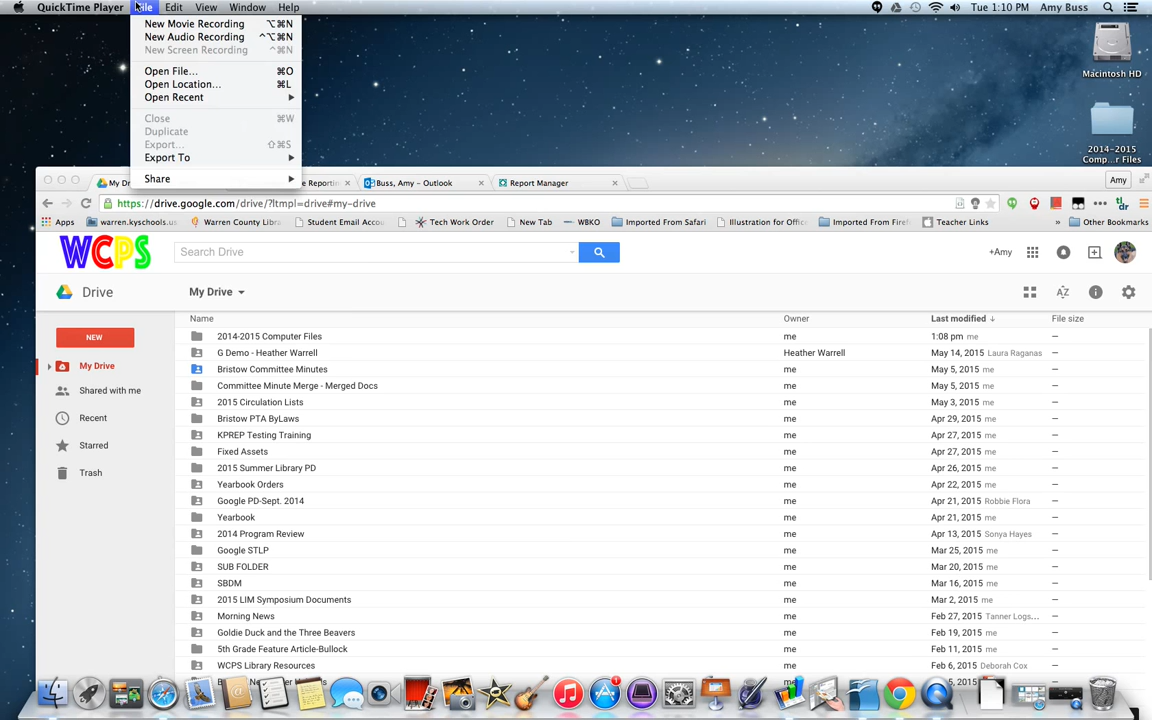 QuickTime Player File Edit View Window Help Tue 1:10 PM Amy Buss
New Movie Recording ⌥⌘N
New Audio Recording ^⌥⌘N
New Screen Recording ^⌘N
Open File... ⌘O
Open Location... ⌘L
Open Recent
Close ⌘W
Duplicate
Export... ⇧⌘S
Export To
Share
Macintosh HD
2014-2015
Comp...r Files
My Dr
e Reportin
Buss, Amy - Outlook
Report Manager
Amy
https://drive.google.com/drive/?ltmpl=drive#my-drive
Apps warren.kyschools.us Warren County Libra Student Email Accou Tech Work Order New Tab WBKO Imported From Safari Illustration for Offic Imported From Firef Teacher Links » Other Bookmarks
WCPS Search Drive +Amy
Drive My Drive
Name Owner Last modified ↓ File size
NEW
My Drive
Shared with me
Recent
Starred
Trash
2014-2015 Computer Files me 1:08 pm me —
G Demo - Heather Warrell Heather Warrell May 14, 2015 Laura Raganas —
Bristow Committee Minutes me May 5, 2015 me —
Committee Minute Merge - Merged Docs me May 5, 2015 me —
2015 Circulation Lists me May 3, 2015 me —
Bristow PTA ByLaws me Apr 29, 2015 me —
KPREP Testing Training me Apr 27, 2015 me —
Fixed Assets me Apr 27, 2015 me —
2015 Summer Library PD me Apr 26, 2015 me —
Yearbook Orders me Apr 22, 2015 me —
Google PD-Sept. 2014 me Apr 21, 2015 Robbie Flora —
Yearbook me Apr 21, 2015 me —
2014 Program Review me Apr 13, 2015 Sonya Hayes —
Google STLP me Mar 25, 2015 me —
SUB FOLDER me Mar 20, 2015 me —
SBDM me Mar 16, 2015 me —
2015 LIM Symposium Documents me Mar 2, 2015 me —
Morning News me Feb 27, 2015 Tanner Logs... —
Goldie Duck and the Three Beavers me Feb 19, 2015 me —
5th Grade Feature Article-Bullock me Feb 11, 2015 me —
WCPS Library Resources me Feb 6, 2015 Deborah Cox —